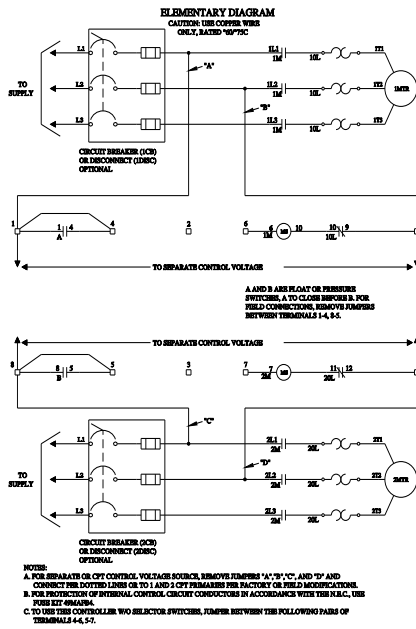 ELEMENTARY DIAGRAM
CAUTION: USE COPPER WIRE
ONLY, RATED "60/75C
L1
1L1
1M
10L
1T1
"A"
TO
SUPPLY
L2
1L2
1M
10L
1T2
1MTR
"B"
L3
1L3
1M
10L
1T3
CIRCUIT BREAKER (1CB)
OR DISCONNECT (1DISC)
OPTIONAL
1
1
4
A
4
2
6
6
1M
MS
10
10
9
10L
TO SEPARATE CONTROL VOLTAGE
A AND B ARE FLOAT OR PRESSURE
SWITCHES, A TO CLOSE BEFORE B. FOR
FIELD CONNECTIONS, REMOVE JUMPERS
BETWEEN TERMINALS 1-4, 8-5.
TO SEPARATE CONTROL VOLTAGE
8
8
5
B
5
3
7
7
2M
MS
11
12
20L
"C"
L1
2L1
2M
20L
2T1
"D"
TO
SUPPLY
L2
2L2
2M
20L
2T2
2MTR
L3
2L3
2M
20L
2T3
CIRCUIT BREAKER (2CB)
OR DISCONNECT (2DISC)
OPTIONAL
NOTES:
A. FOR SEPARATE OR CPT CONTROL VOLTAGE SOURCE, REMOVE JUMPERS "A","B","C", AND "D" AND
CONNECT PER DOTTED LINES OR TO 1 AND 2 CPT PRIMARIES PER FACTORY OR FIELD MODIFICATIONS.
B. FOR PROTECTION OF INTERNAL CONTROL CIRCUIT CONDUCTORS IN ACCORDANCE WITH THE N.E.C., USE
FUSE KIT 49MAFB4.
C. TO USE THIS CONTROLLER W/O SELECTOR SWITCHES, JUMPER BETWEEN THE FOLLOWING PAIRS OF
TERMINALS 4-6, 5-7.